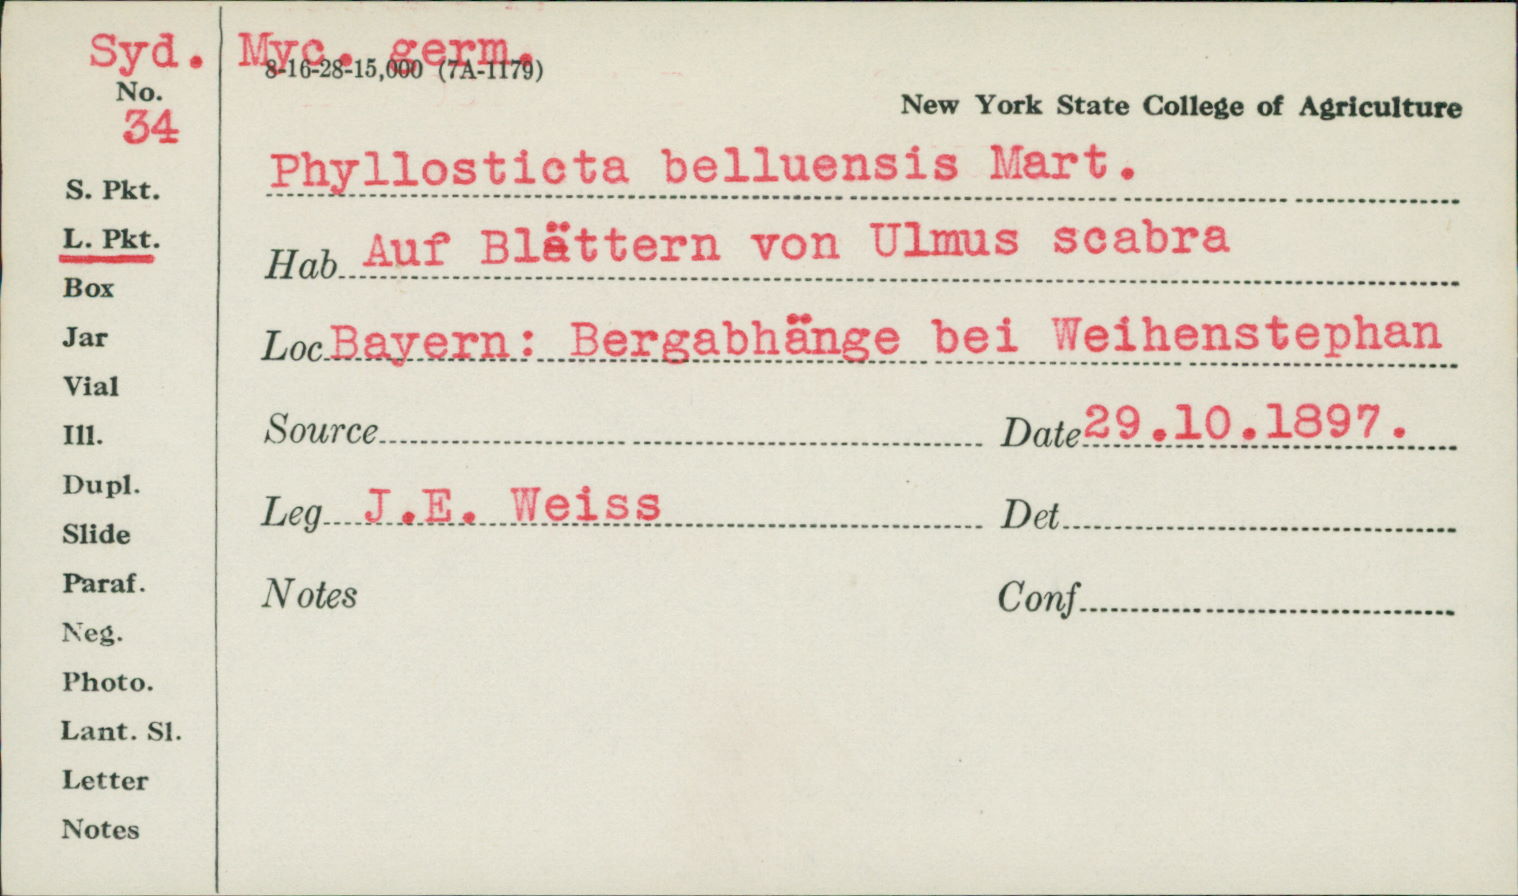 Syd. Myc. germ.
8-16-28-15,000 (7A-1179)
No.
34
New York State College of Agriculture
Phyllosticta belluensis Mart.
S. Pkt.
L. Pkt.
Hab Auf Blättern von Ulmus scabra
Box
Jar
Loc Bayern: Bergabhänge bei Weihenstephan
Vial
Ill.
Source Date 29.10.1897.
Dupl.
Slide
Leg J.E. Weiss Det
Paraf.
Notes Conf
Neg.
Photo.
Lant. Sl.
Letter
Notes